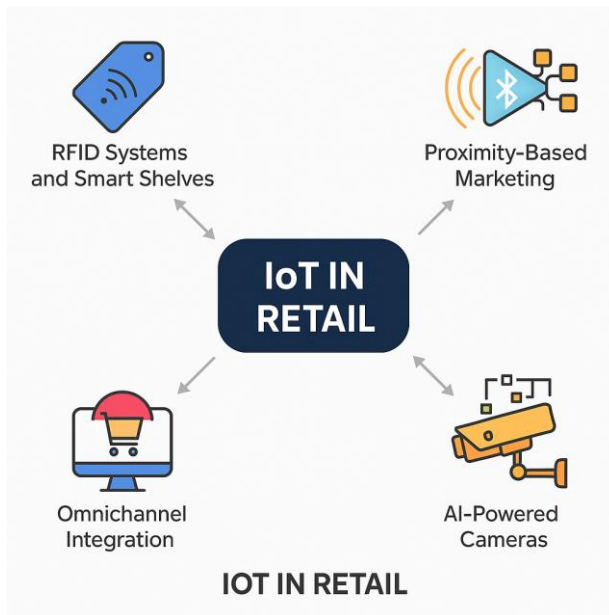 RFID Systems
and Smart Shelves
Proximity-Based
Marketing
IoT IN
RETAIL
Omnichannel
Integration
AI-Powered
Cameras
IOT IN RETAIL